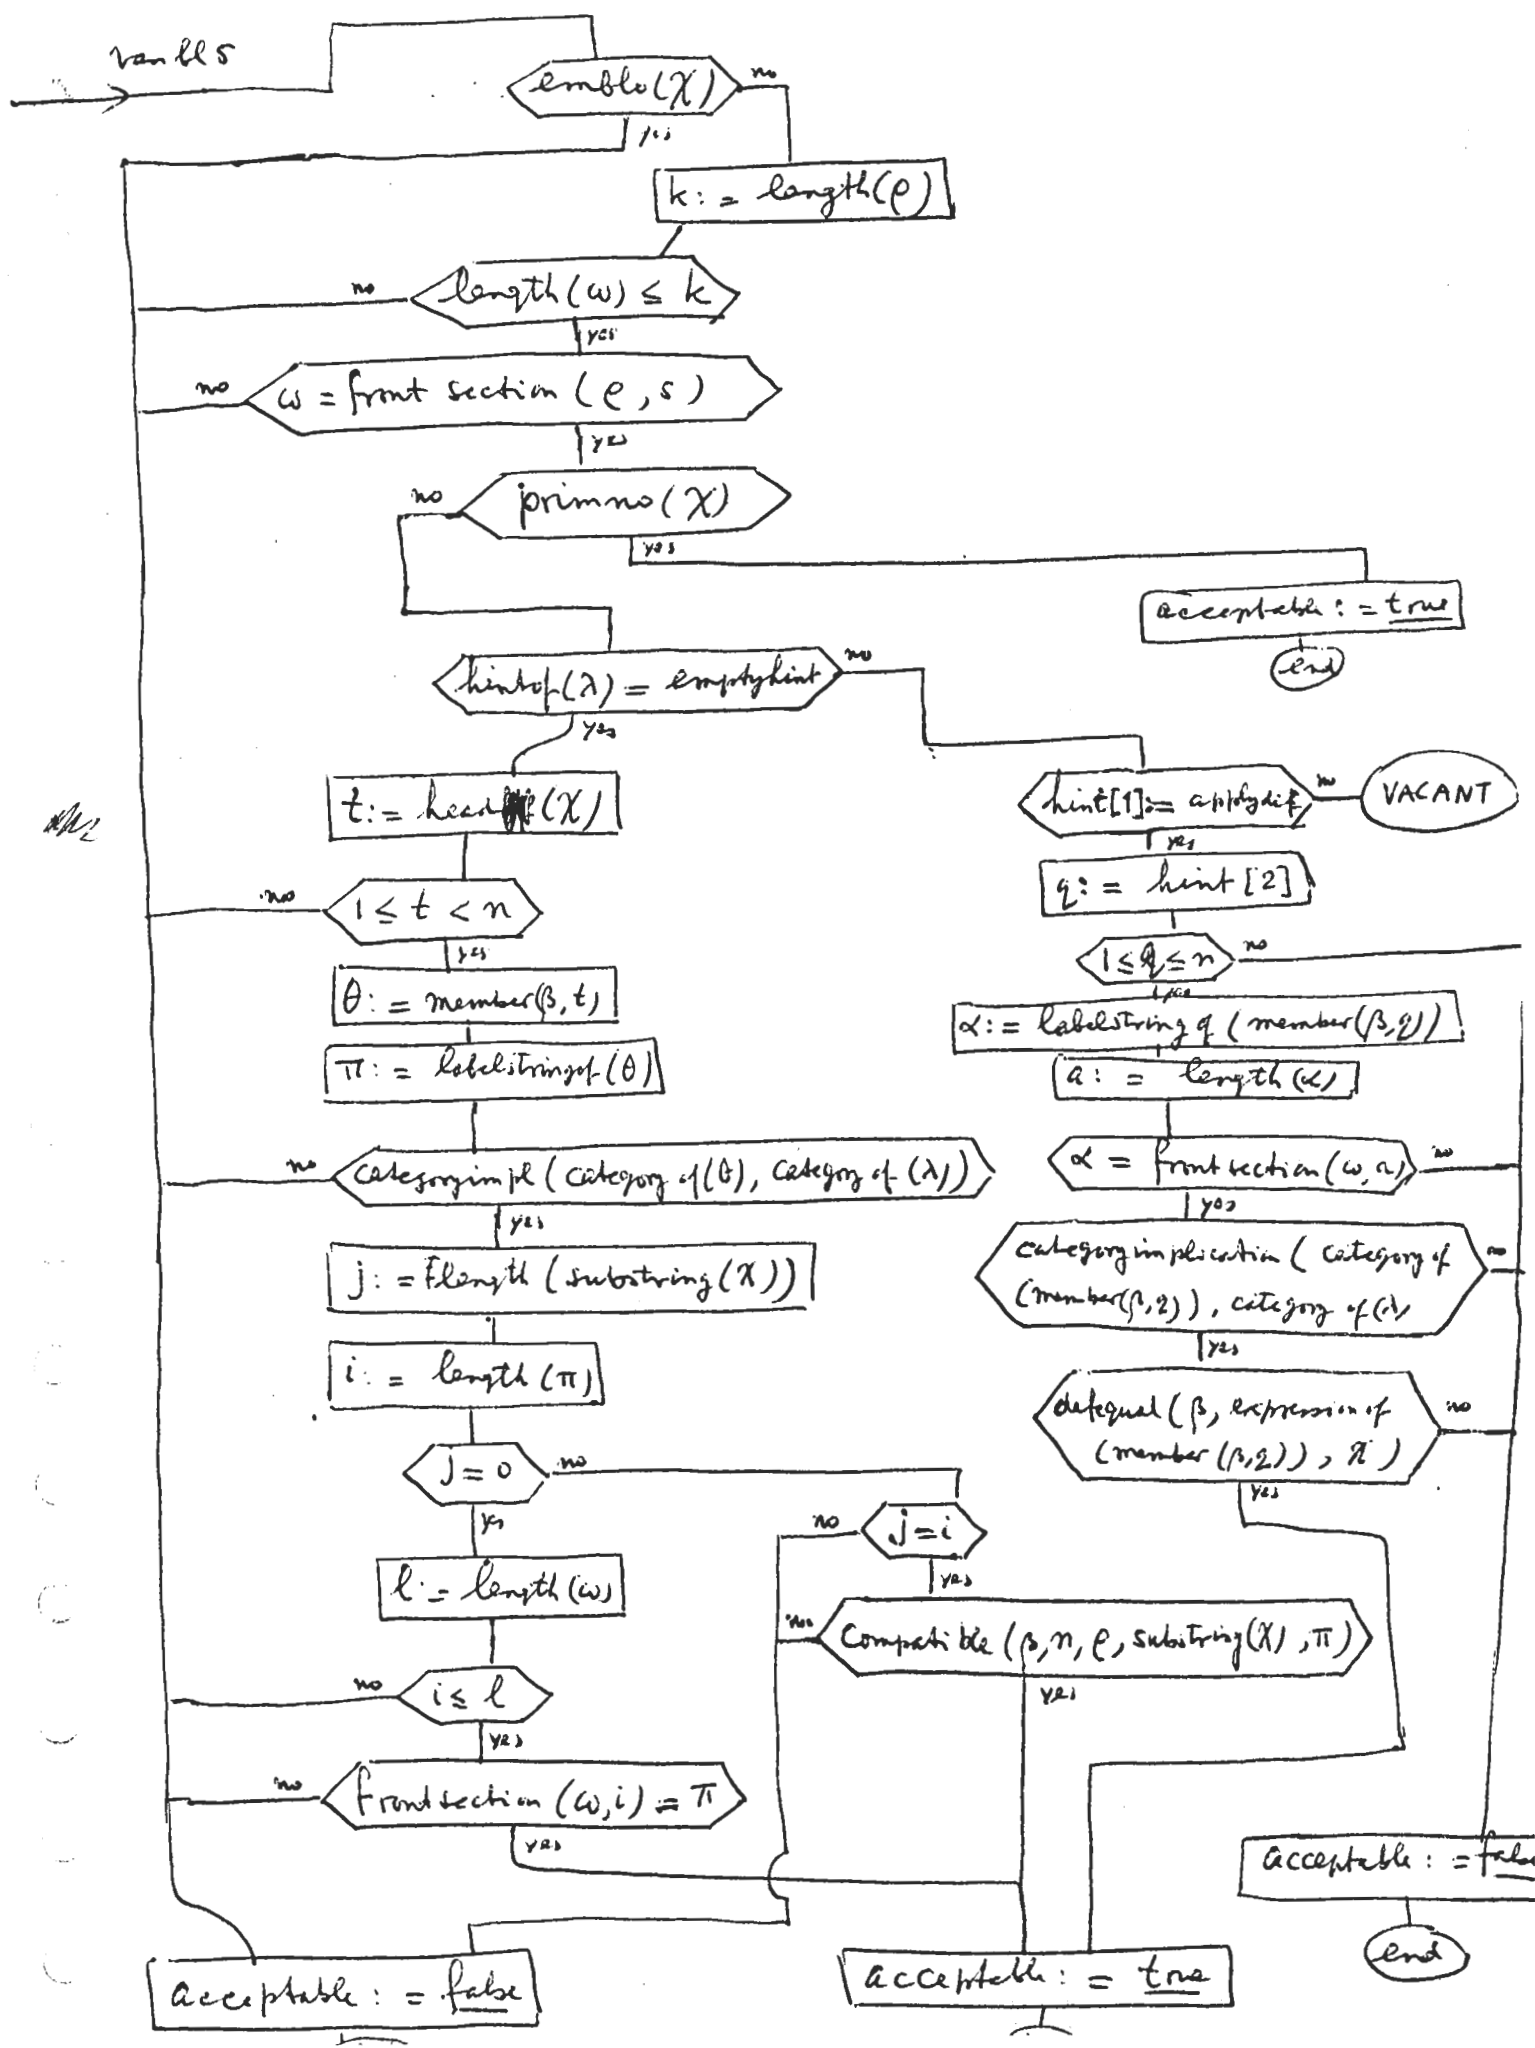 van bl 5
emblo(χ)
no
yes
k := length(ρ)
length(ω) ≤ k
no
yes
ω = front section (ρ, s)
no
yes
primno(χ)
no
yes
acceptable := true
end
hintof(λ) = emptyhint
no
yes
t := head (χ)
hint[1] := applydef
no
VACANT
yes
q := hint [2]
1 ≤ t < n
no
yes
1 ≤ q ≤ n
no
yes
θ := member(β, t)
α := labelstring of (member(β,q))
π := labelstringof(θ)
a := length (α)
categoryimpl (category of(θ), category of (λ))
no
yes
α = frontsection(ω, a)
no
yes
j := Flength (substring(χ))
categoryimplication ( category of
(member(β,q)), category of (λ)
no
yes
i := length (π)
defequal (β, expression of
(member (β,q)), χ )
no
yes
j = 0
no
yes
j = i
no
yes
l := length (ω)
compatible (β, n, ρ, substring(χ), π)
no
yes
i ≤ l
no
yes
frontsection (ω, i) = π
no
yes
acceptable := false
end
acceptable := false
acceptable := true